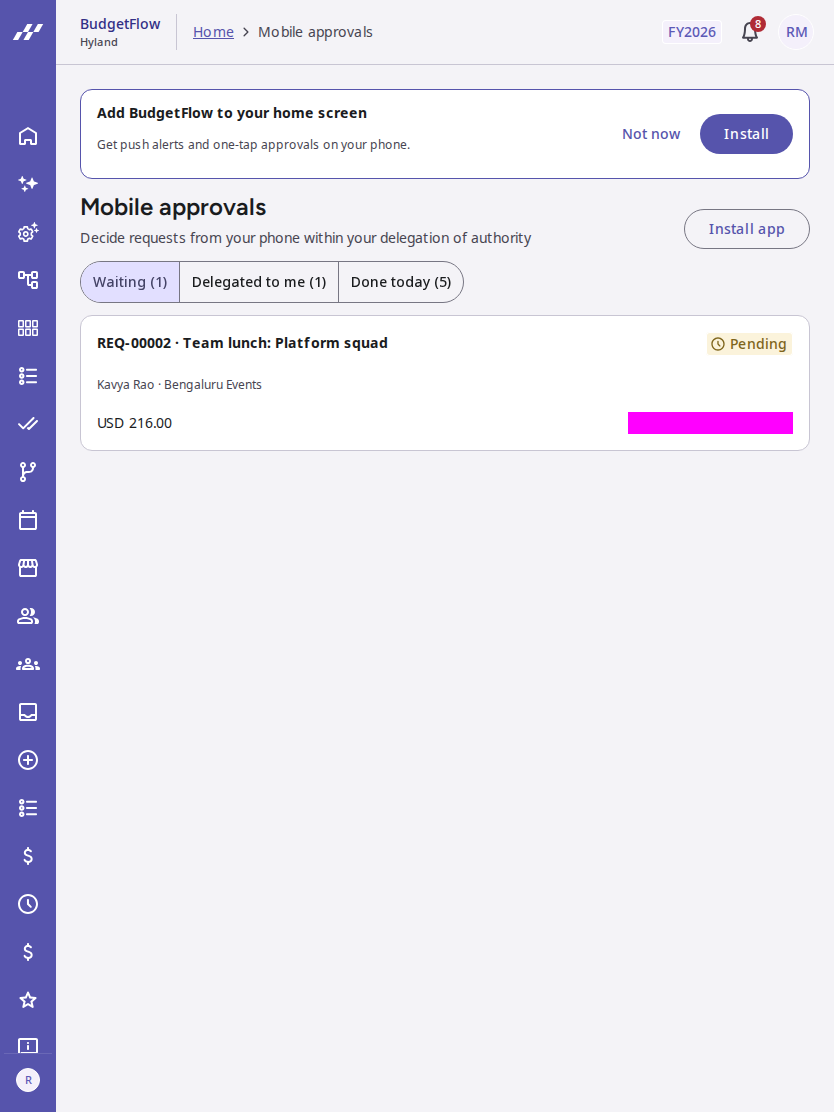 BudgetFlow
Hyland
Home > Mobile approvals
FY2026
8
RM
Add BudgetFlow to your home screen
Get push alerts and one-tap approvals on your phone.
Not now
Install
Mobile approvals
Decide requests from your phone within your delegation of authority
Install app
Waiting (1)
Delegated to me (1)
Done today (5)
REQ-00002 · Team lunch: Platform squad
Pending
Kavya Rao · Bengaluru Events
USD 216.00
R